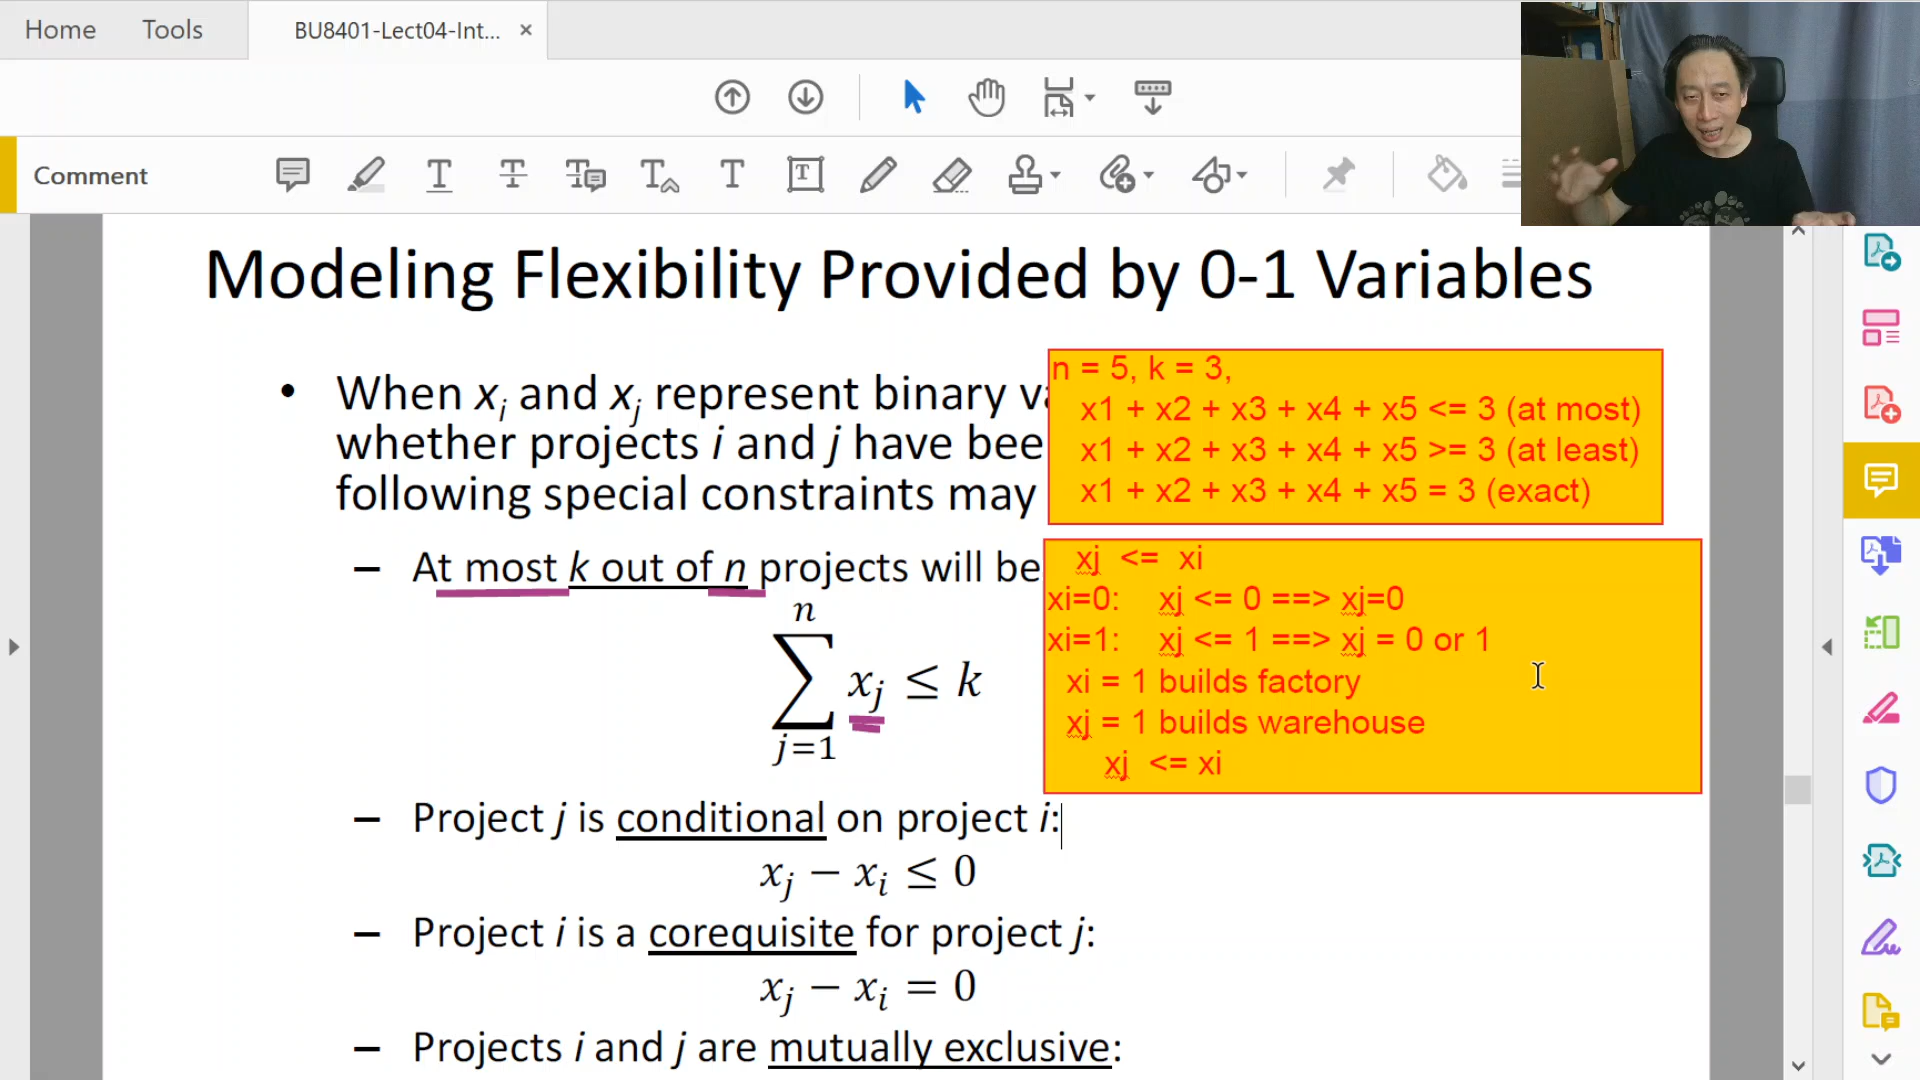 Home Tools BU8401-Lect04-Int... ×
Comment
Modeling Flexibility Provided by 0-1 Variables
• When xi and xj represent binary va
whether projects i and j have bee
following special constraints may
– At most k out of n projects will be
n
∑ xj ≤ k
j=1
– Project j is conditional on project i:
xj − xi ≤ 0
– Project i is a corequisite for project j:
xj − xi = 0
– Projects i and j are mutually exclusive:
n = 5, k = 3,
x1 + x2 + x3 + x4 + x5 <= 3 (at most)
x1 + x2 + x3 + x4 + x5 >= 3 (at least)
x1 + x2 + x3 + x4 + x5 = 3 (exact)
xj <= xi
xi=0: xj <= 0 ==> xj=0
xi=1: xj <= 1 ==> xj = 0 or 1
xi = 1 builds factory
xj = 1 builds warehouse
xj <= xi